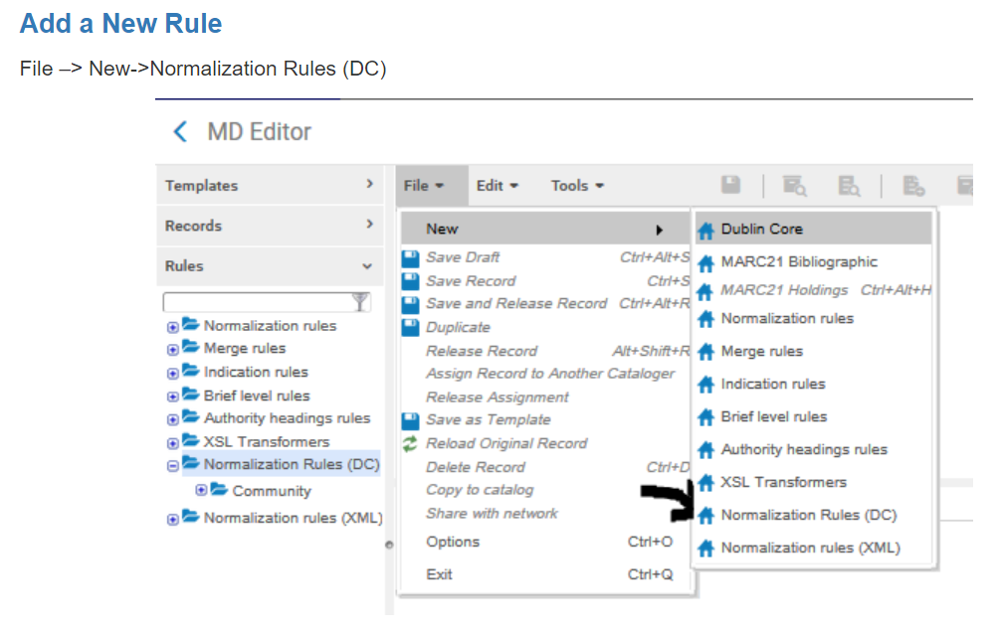 Add a New Rule
File –> New->Normalization Rules (DC)
MD Editor
Templates
Records
Rules
Normalization rules
Merge rules
Indication rules
Brief level rules
Authority headings rules
XSL Transformers
Normalization Rules (DC)
Community
Normalization rules (XML)
File Edit Tools
New
Save Draft Ctrl+Alt+S
Save Record Ctrl+S
Save and Release Record Ctrl+Alt+R
Duplicate
Release Record Alt+Shift+R
Assign Record to Another Cataloger
Release Assignment
Save as Template
Reload Original Record
Delete Record Ctrl+D
Copy to catalog
Share with network
Options Ctrl+O
Exit Ctrl+Q
Dublin Core
MARC21 Bibliographic
MARC21 Holdings Ctrl+Alt+H
Normalization rules
Merge rules
Indication rules
Brief level rules
Authority headings rules
XSL Transformers
Normalization Rules (DC)
Normalization rules (XML)